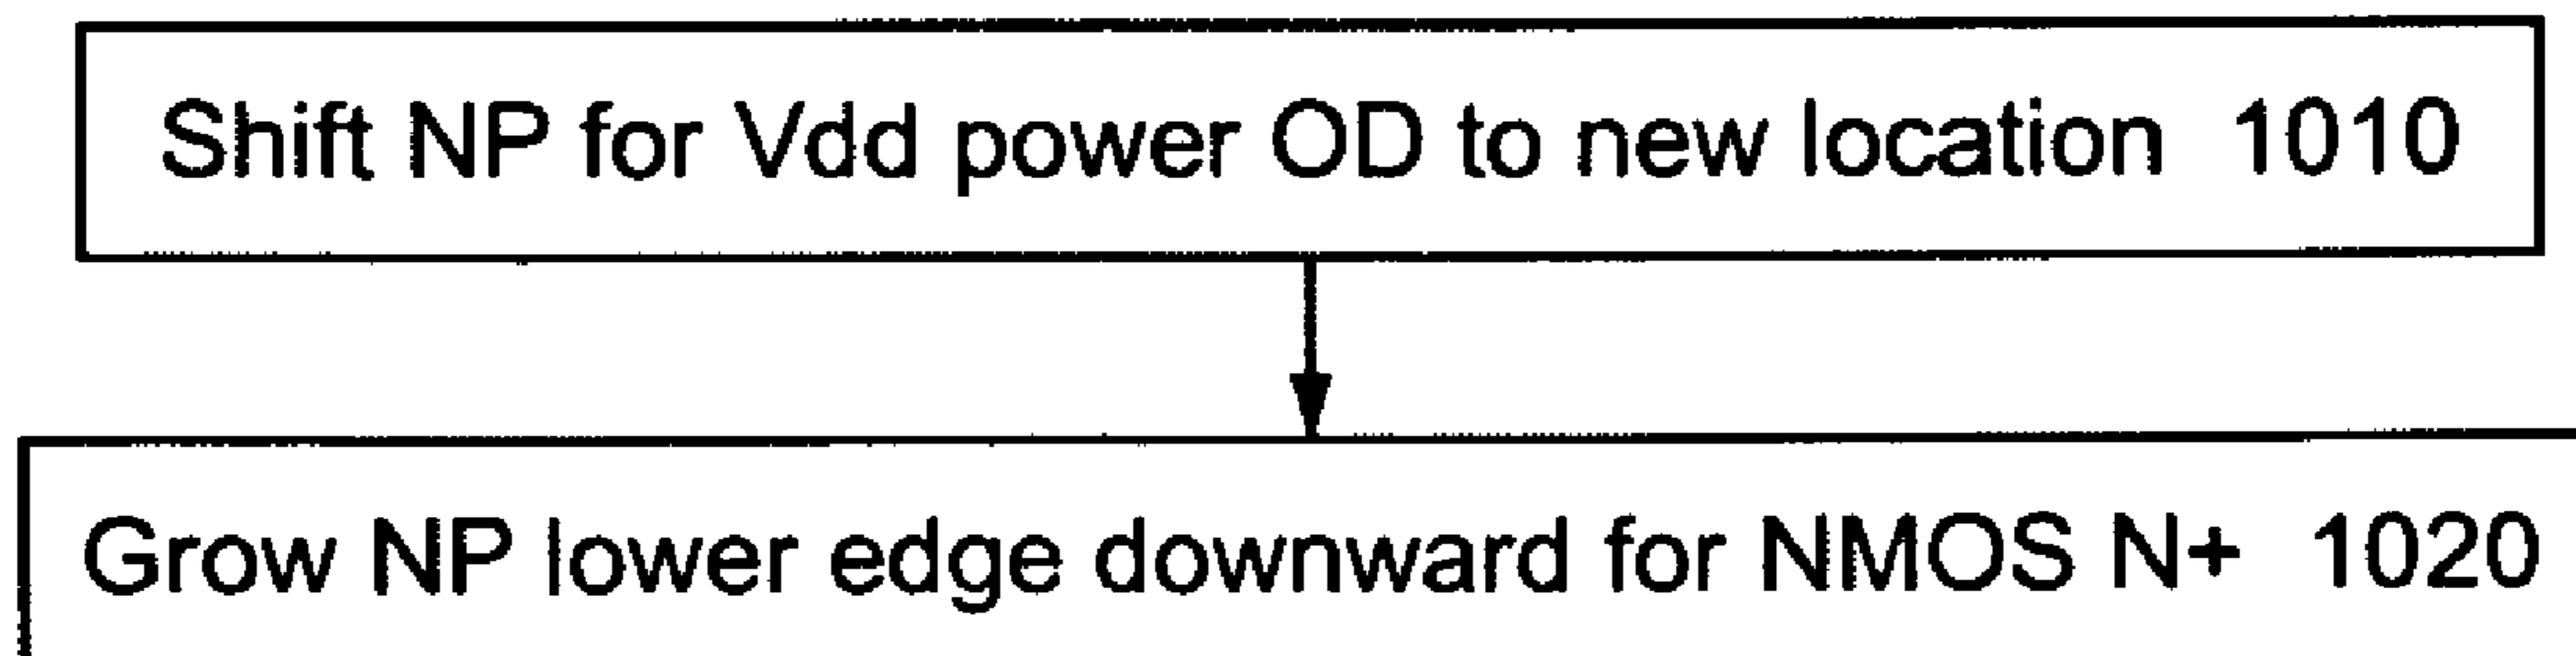 Shift NP for Vdd power OD to new location 1010
Grow NP lower edge downward for NMOS N+ 1020